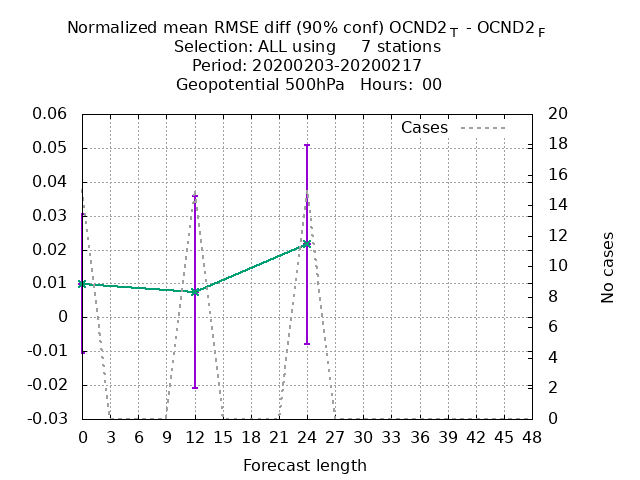 Normalized mean RMSE diff (90% conf) OCND2 T - OCND2 F
Selection: ALL using 7 stations
Period: 20200203-20200217
Geopotential 500hPa Hours: 00
Cases
0.06
0.05
0.04
0.03
0.02
0.01
0
-0.01
-0.02
-0.03
20
18
16
14
12
10
8
6
4
2
0
No cases
0 3 6 9 12 15 18 21 24 27 30 33 36 39 42 45 48
Forecast length